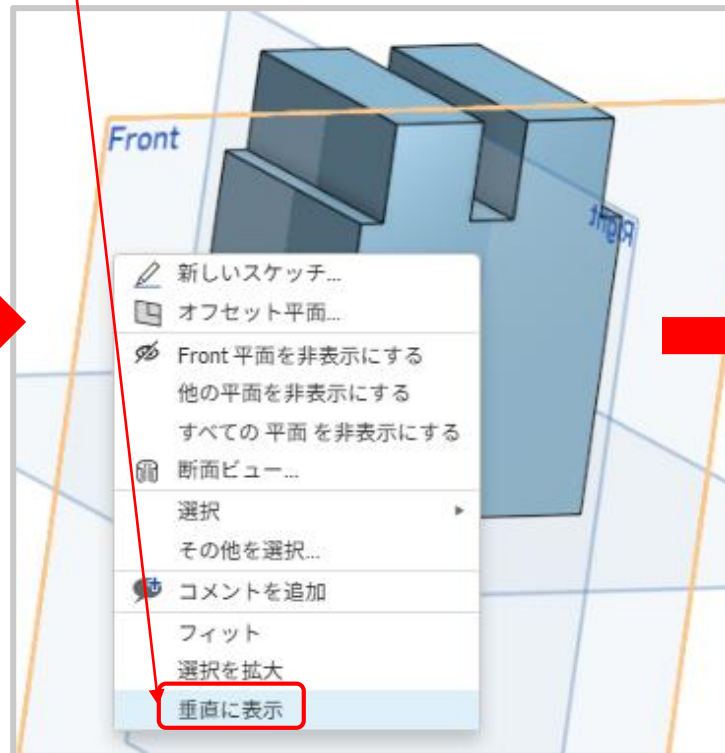 Front
Right
新しいスケッチ...
オフセット平面...
Front 平面を非表示にする
他の平面を非表示にする
すべての 平面 を非表示にする
断面ビュー...
選択
その他を選択...
コメントを追加
フィット
選択を拡大
垂直に表示